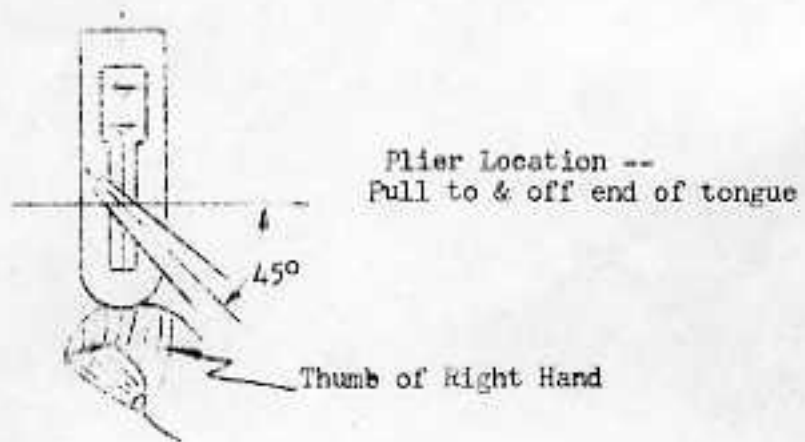 Plier Location --
Pull to & off end of tongue
45°
Thumb of Right Hand